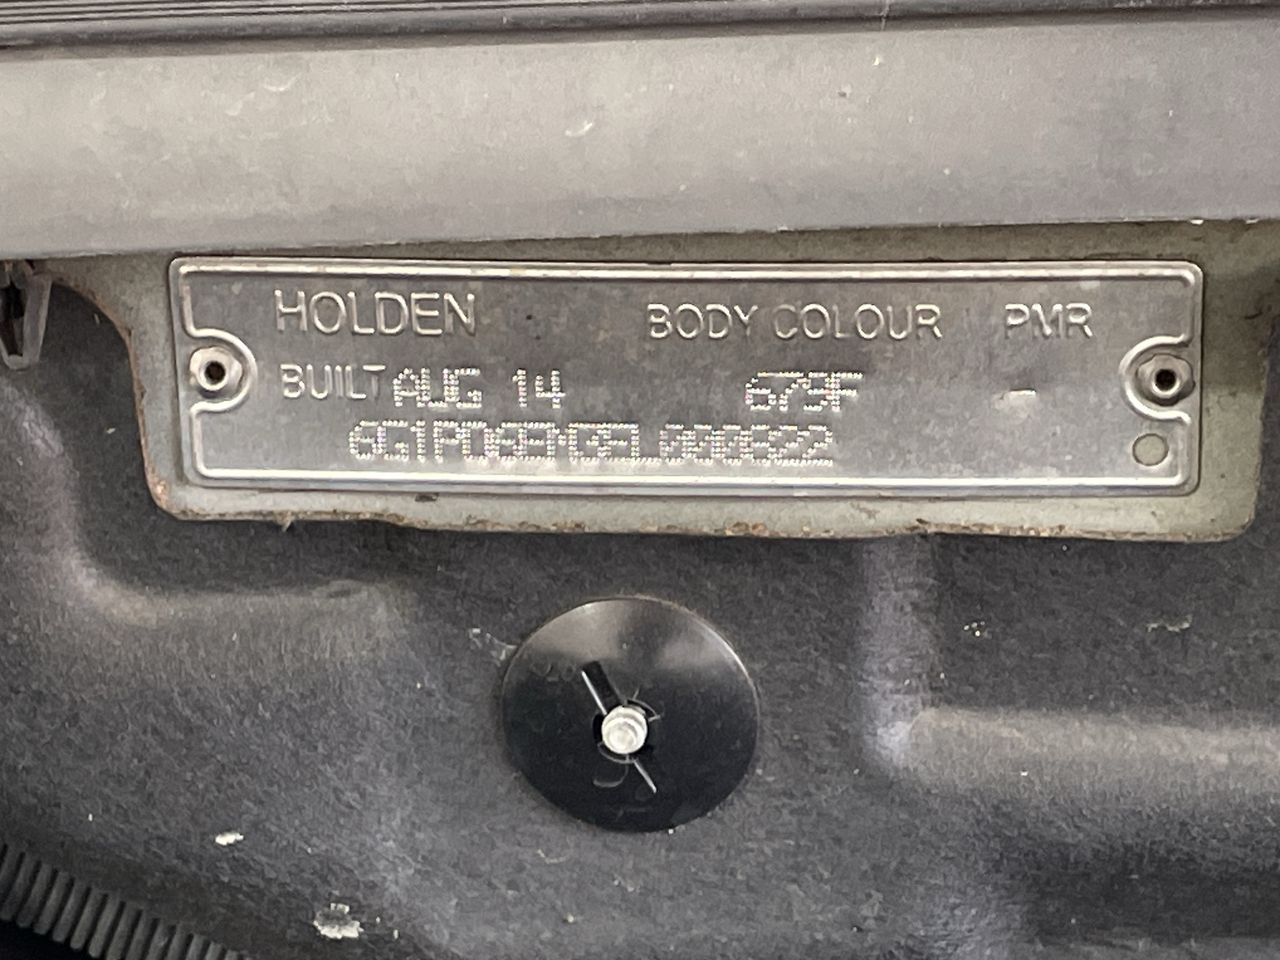 HOLDEN BODY COLOUR PMR
BUILT AUG 14 679F -